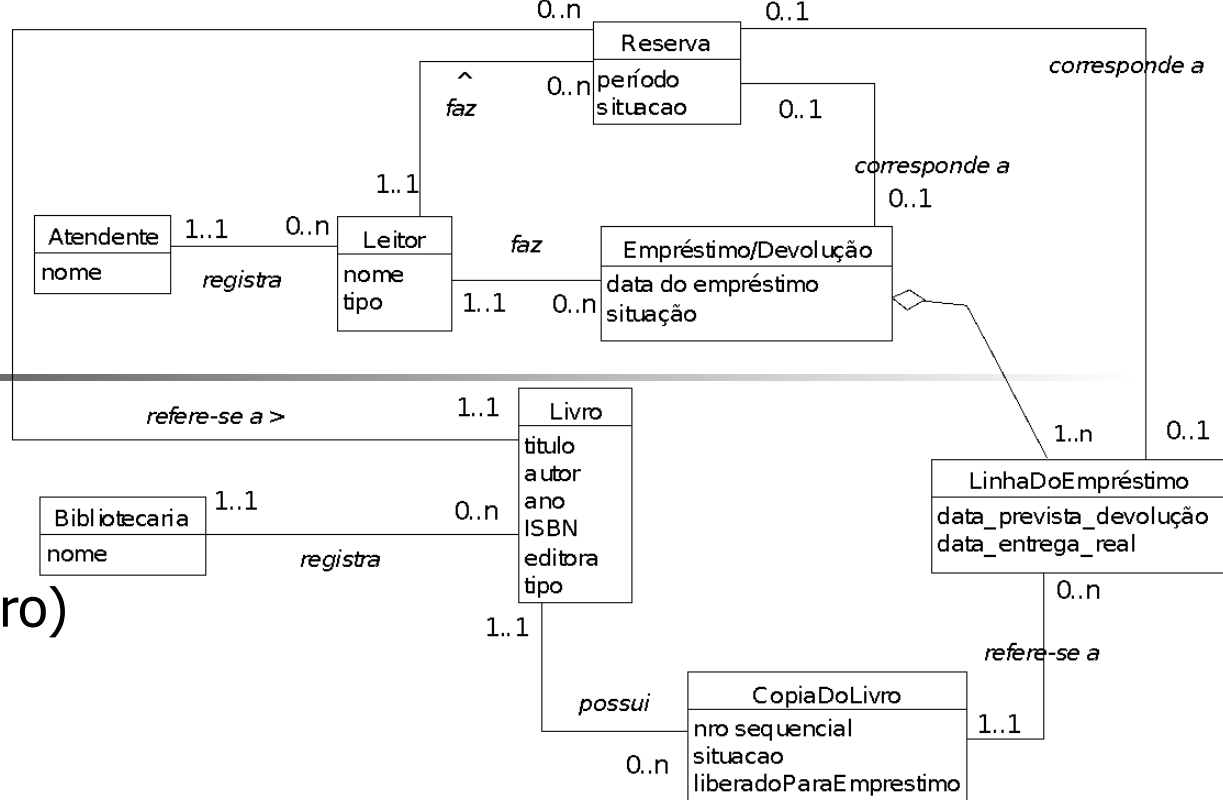 0..n
0..1
Reserva
período
situacao
corresponde a
^
faz
0..n
0..1
corresponde a
0..1
1..1
Atendente
nome
1..1
0..n
registra
Leitor
nome
tipo
faz
1..1
0..n
Empréstimo/Devolução
data do empréstimo
situação
refere-se a >
1..1
Livro
titulo
autor
ano
ISBN
editora
tipo
1..n
0..1
LinhaDoEmpréstimo
data_prevista_devolução
data_entrega_real
Bibliotecaria
nome
1..1
0..n
registra
ro)
0..n
refere-se a
1..1
possui
0..n
CopiaDoLivro
nro sequencial
situacao
liberadoParaEmprestimo
1..1